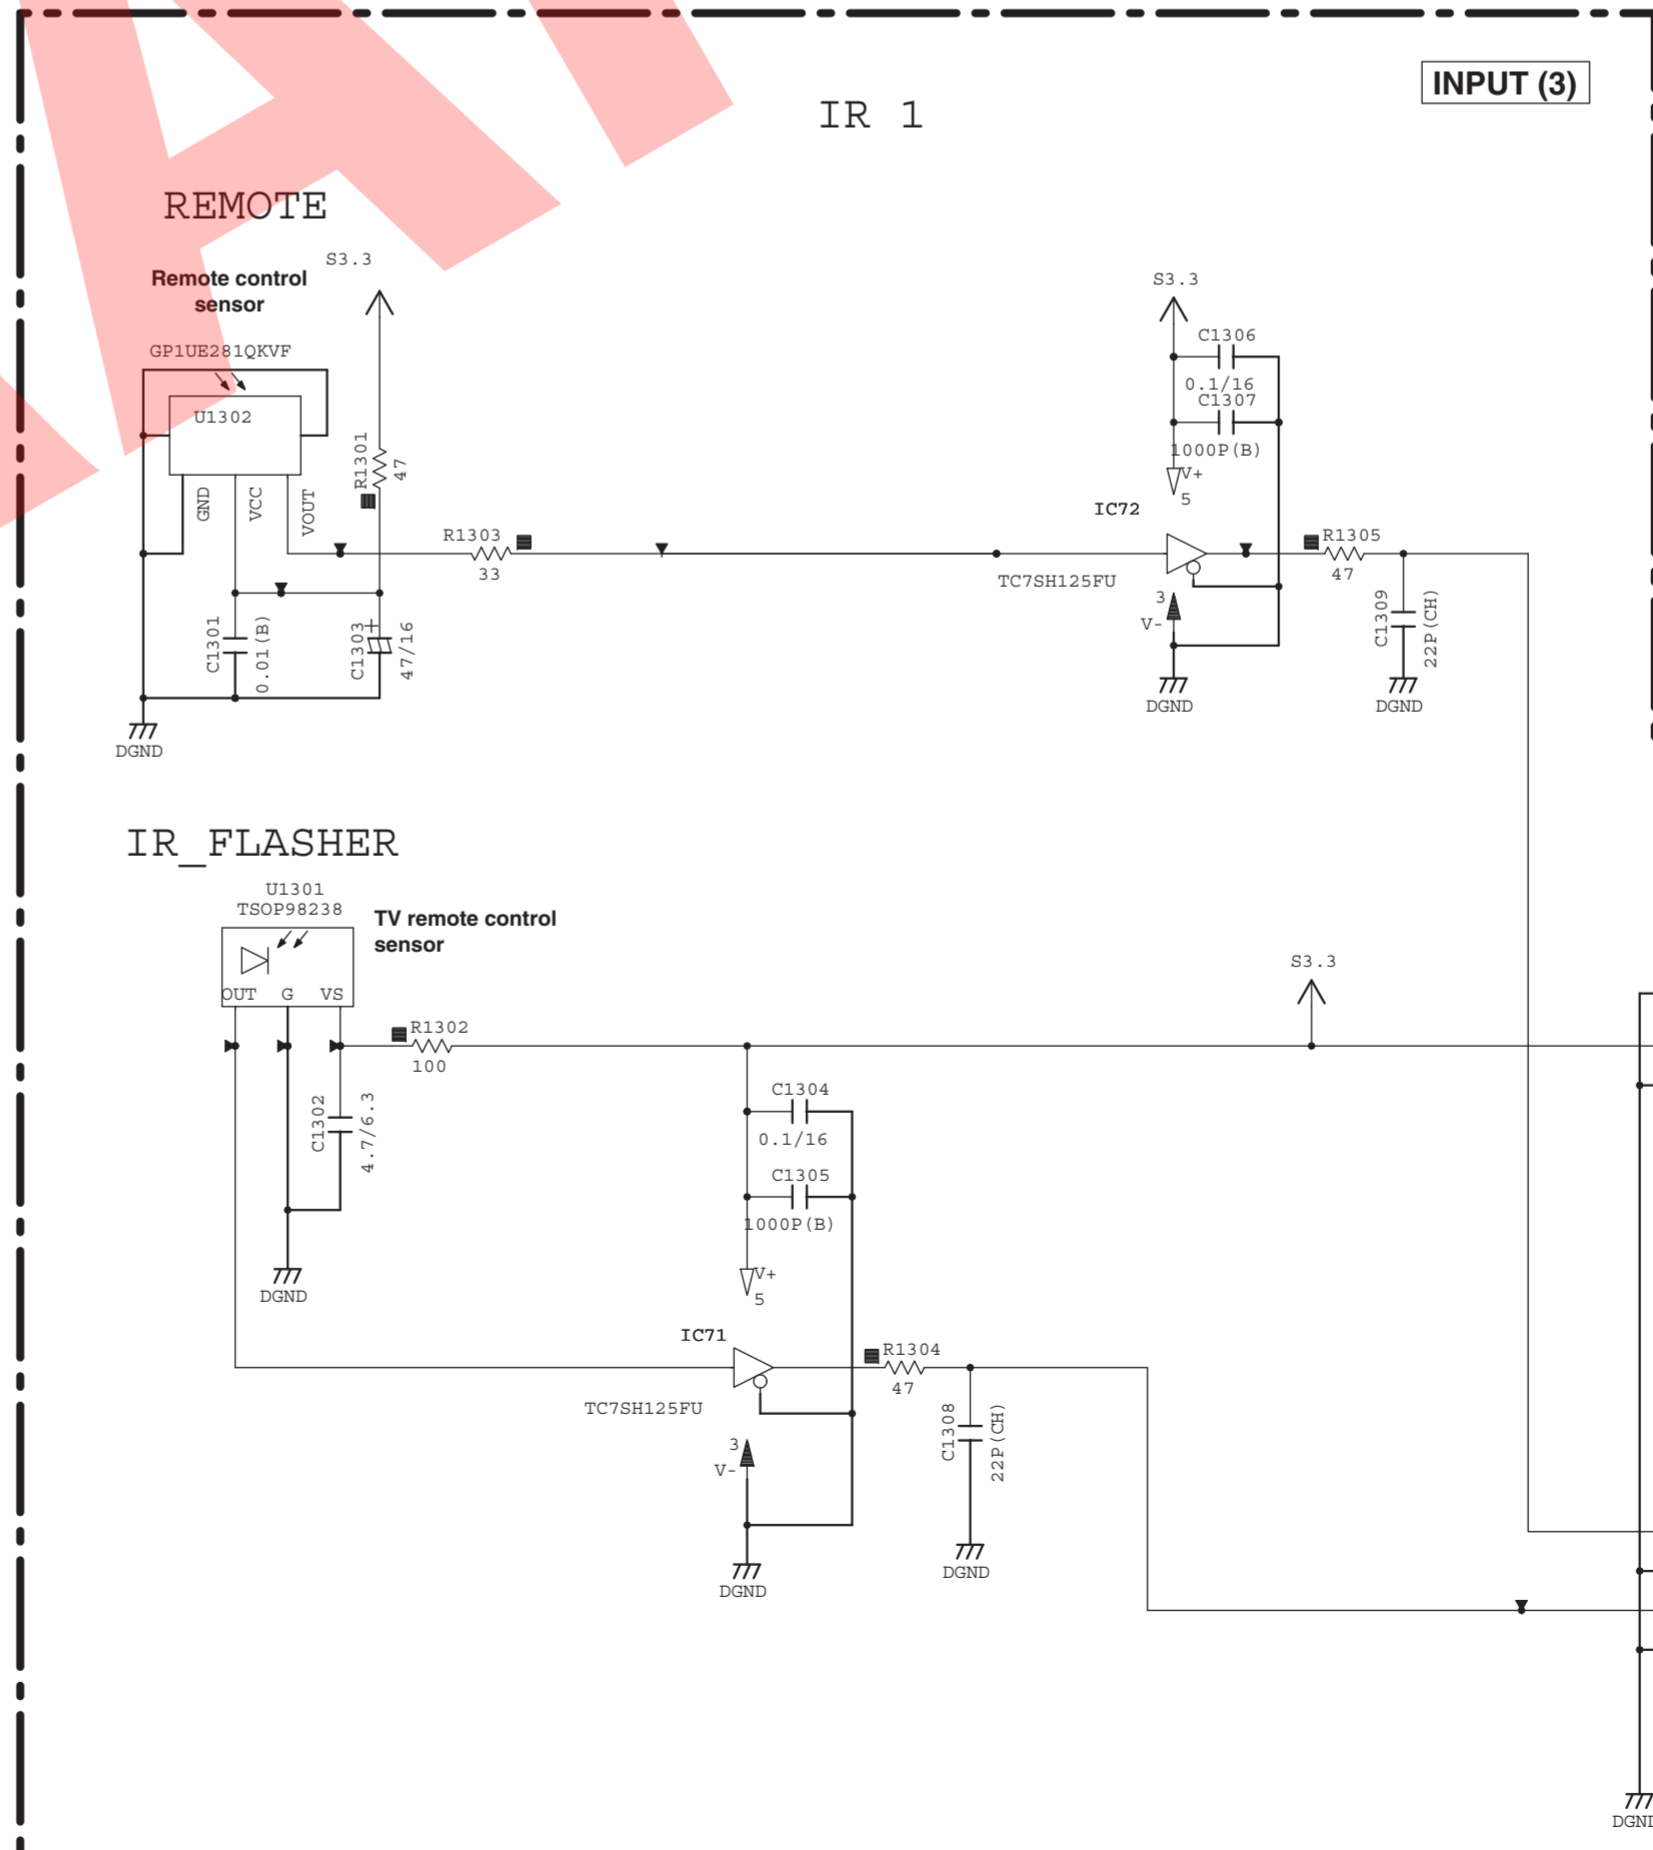 INPUT (3)
IR 1
REMOTE
S3.3
Remote control
sensor
GP1UE281QKVF
U1302
GND
VCC
VOUT
R1301
47
R1303
33
C1301
0.01(B)
C1303
+
47/16
DGND
S3.3
C1306
0.1/16
C1307
1000P(B)
V+
5
IC72
TC7SH125FU
3
V-
DGND
R1305
47
C1309
22P(CH)
DGND
IR_FLASHER
U1301
TSOP98238
TV remote control
sensor
OUT G VS
R1302
100
C1302
4.7/6.3
DGND
S3.3
C1304
0.1/16
C1305
1000P(B)
V+
5
IC71
TC7SH125FU
3
V-
DGND
R1304
47
C1308
22P(CH)
DGND
DGND